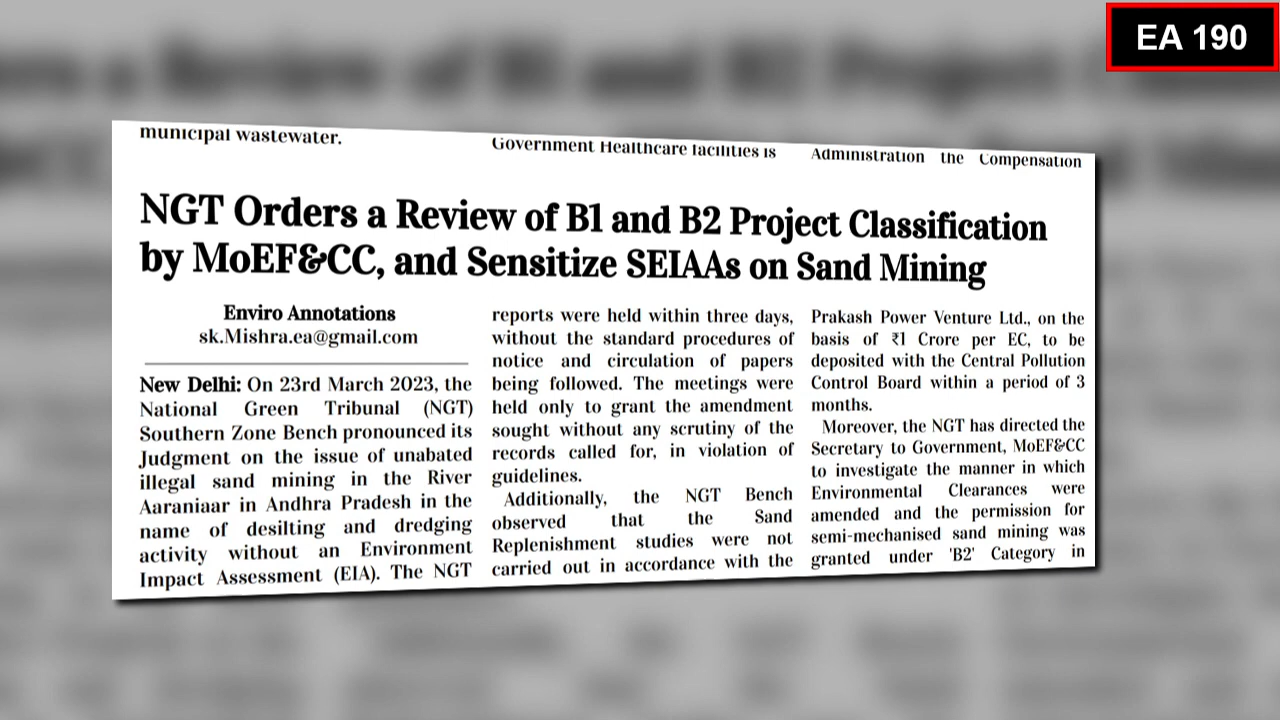 EA 190
municipal wastewater.
Government Healthcare facilities is
Administration the Compensation
NGT Orders a Review of B1 and B2 Project Classification
by MoEF&CC, and Sensitize SEIAAs on Sand Mining
Enviro Annotations
sk.Mishra.ea@gmail.com
New Delhi: On 23rd March 2023, the
National Green Tribunal (NGT)
Southern Zone Bench pronounced its
Judgment on the issue of unabated
illegal sand mining in the River
Aaraniaar in Andhra Pradesh in the
name of desilting and dredging
activity without an Environment
Impact Assessment (EIA). The NGT
reports were held within three days,
without the standard procedures of
notice and circulation of papers
being followed. The meetings were
held only to grant the amendment
sought without any scrutiny of the
records called for, in violation of
guidelines.
Additionally, the NGT Bench
observed that the Sand
Replenishment studies were not
carried out in accordance with the
Prakash Power Venture Ltd., on the
basis of ₹1 Crore per EC, to be
deposited with the Central Pollution
Control Board within a period of 3
months.
Moreover, the NGT has directed the
Secretary to Government, MoEF&CC
to investigate the manner in which
Environmental Clearances were
amended and the permission for
semi-mechanised sand mining was
granted under 'B2' Category in